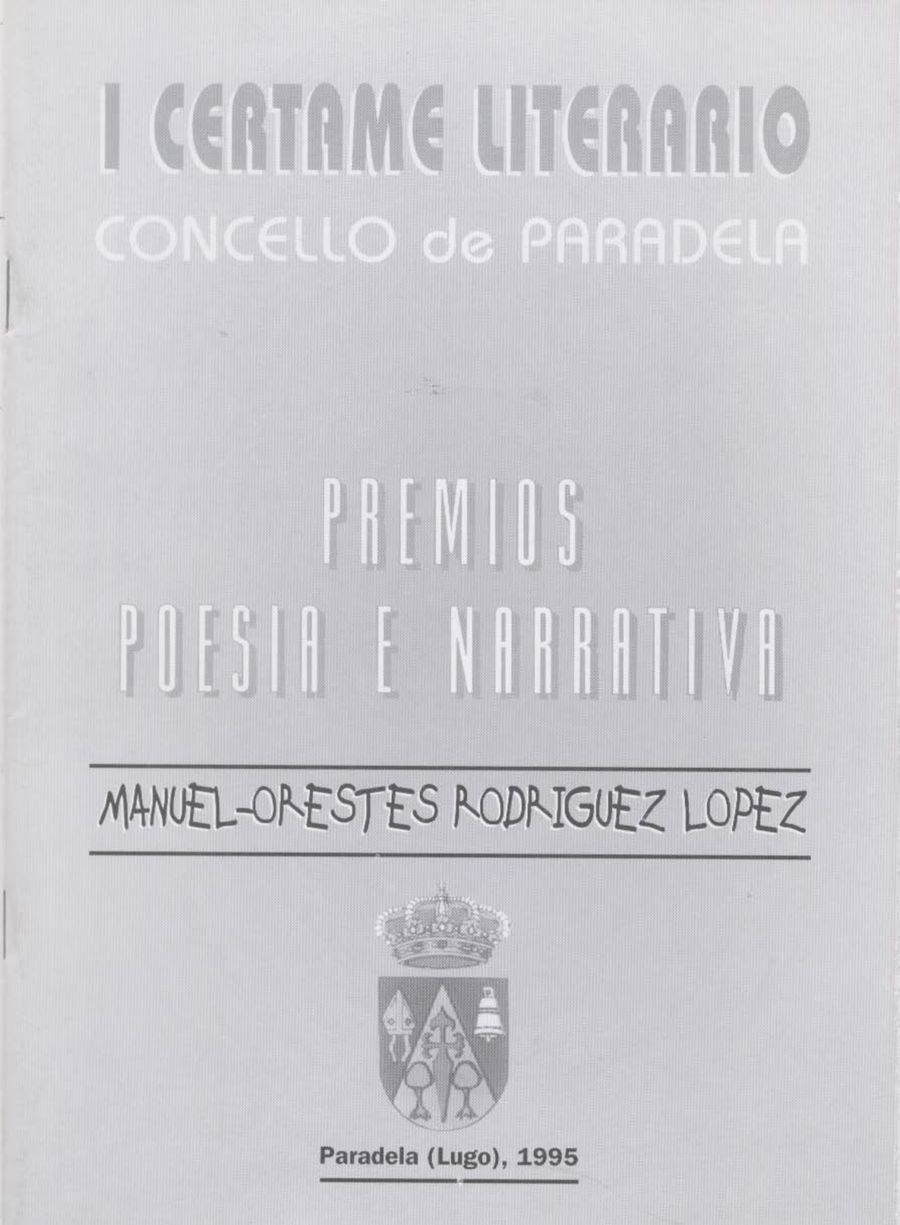 I CERTAME LITERARIO
CONCELLO de PARADELA
PREMIOS
POESIA E NARRATIVA
MANUEL-ORESTES RODRIGUEZ LOPEZ
Paradela (Lugo), 1995